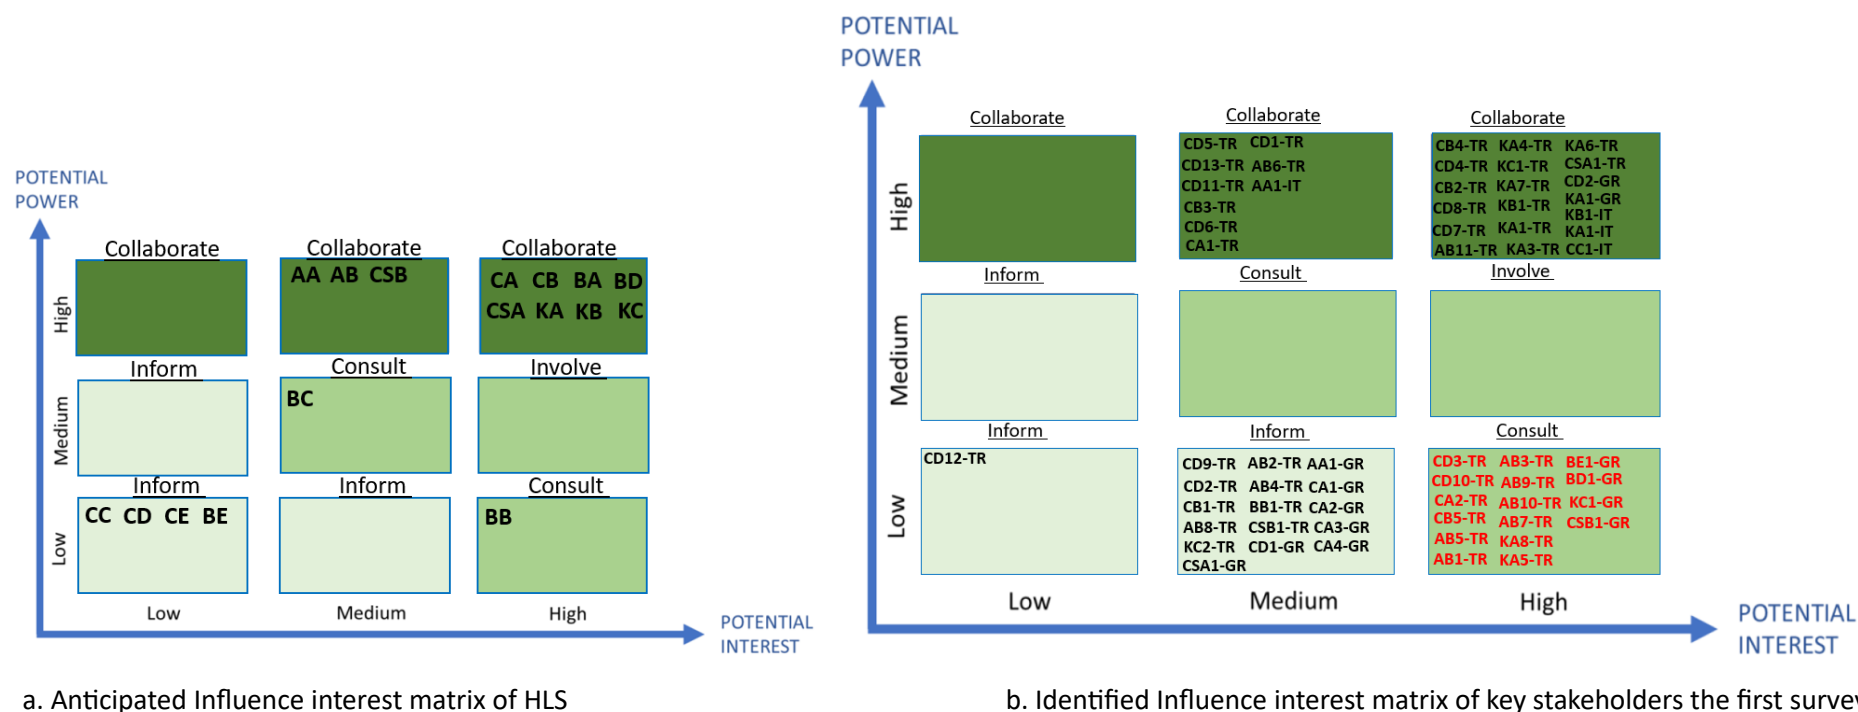 POTENTIAL
POWER
Collaborate
Collaborate
Collaborate
High
AA AB CSB
CA CB BA BD
CSA KA KB KC
Inform
Consult
Involve
Medium
BC
Inform
Inform
Consult
Low
CC CD CE BE
BB
Low
Medium
High
POTENTIAL
INTEREST
a. Anticipated Influence interest matrix of HLS
POTENTIAL
POWER
Collaborate
Collaborate
Collaborate
High
CD5-TR CD1-TR
CD13-TR AB6-TR
CD11-TR AA1-IT
CB3-TR
CD6-TR
CA1-TR
CB4-TR KA4-TR KA6-TR
CD4-TR KC1-TR CSA1-TR
CB2-TR KA7-TR CD2-GR
CD8-TR KB1-TR KA1-GR
KB1-IT
CD7-TR KA1-TR KA1-IT
AB11-TR KA3-TR CC1-IT
Inform
Consult
Involve
Medium
Inform
Inform
Consult
Low
CD12-TR
CD9-TR AB2-TR AA1-GR
CD2-TR AB4-TR CA1-GR
CB1-TR BB1-TR CA2-GR
AB8-TR CSB1-TR CA3-GR
KC2-TR CD1-GR CA4-GR
CSA1-GR
CD3-TR AB3-TR BE1-GR
CD10-TR AB9-TR BD1-GR
CA2-TR AB10-TR KC1-GR
CB5-TR AB7-TR CSB1-GR
AB5-TR KA8-TR
AB1-TR KA5-TR
Low
Medium
High
POTENTIAL
INTEREST
b. Identified Influence interest matrix of key stakeholders the first surve